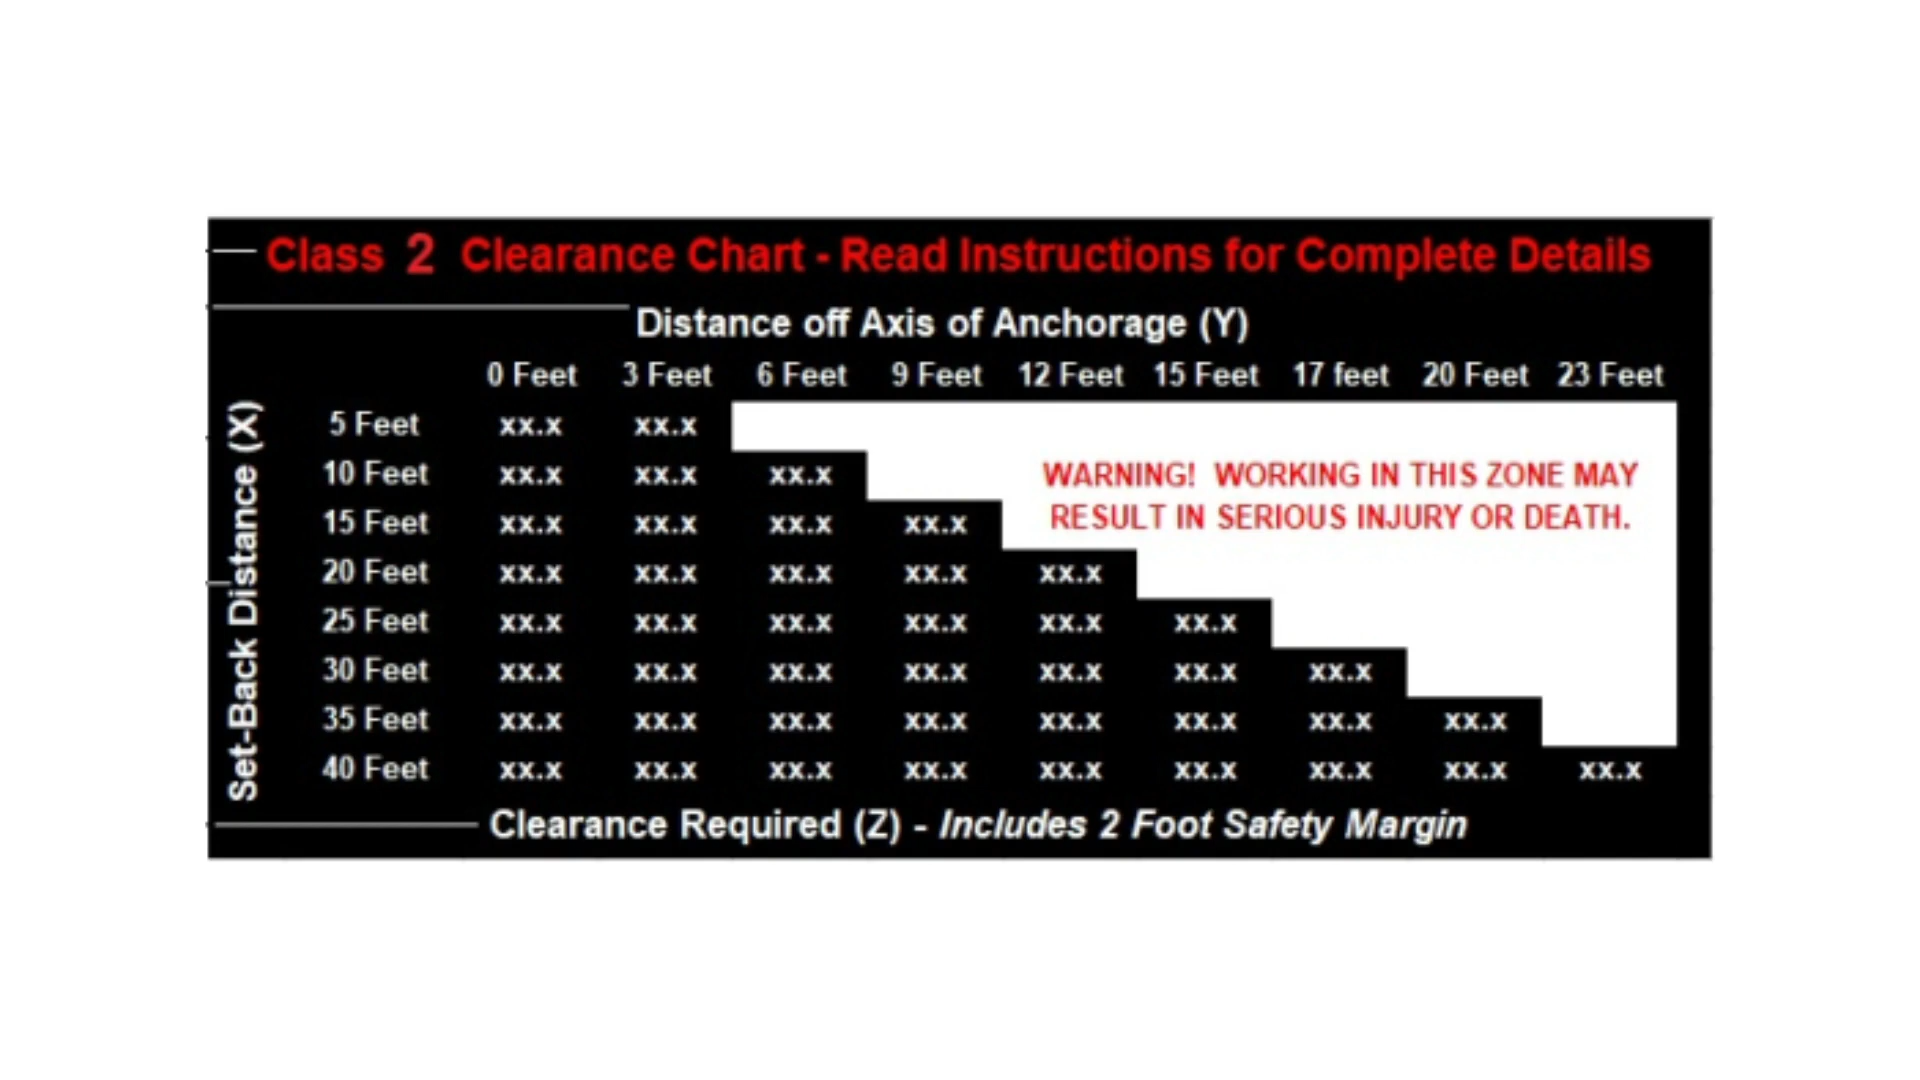 Class 2 Clearance Chart - Read Instructions for Complete Details
Distance off Axis of Anchorage (Y)
0 Feet 3 Feet 6 Feet 9 Feet 12 Feet 15 Feet 17 feet 20 Feet 23 Feet
Set-Back Distance (X)
5 Feet xx.x xx.x
10 Feet xx.x xx.x xx.x
WARNING! WORKING IN THIS ZONE MAY
RESULT IN SERIOUS INJURY OR DEATH.
15 Feet xx.x xx.x xx.x xx.x
20 Feet xx.x xx.x xx.x xx.x xx.x
25 Feet xx.x xx.x xx.x xx.x xx.x xx.x
30 Feet xx.x xx.x xx.x xx.x xx.x xx.x xx.x
35 Feet xx.x xx.x xx.x xx.x xx.x xx.x xx.x xx.x
40 Feet xx.x xx.x xx.x xx.x xx.x xx.x xx.x xx.x xx.x
Clearance Required (Z) - Includes 2 Foot Safety Margin